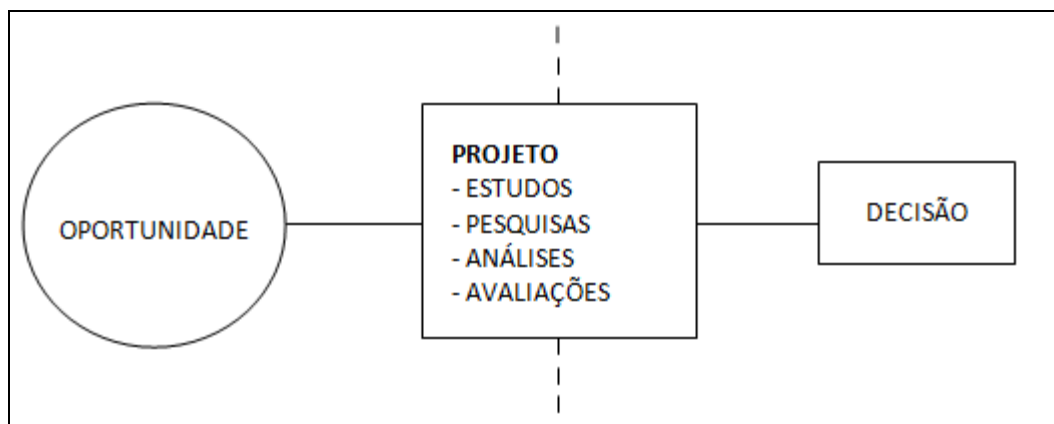 OPORTUNIDADE
PROJETO
- ESTUDOS
- PESQUISAS
- ANÁLISES
- AVALIAÇÕES
DECISÃO